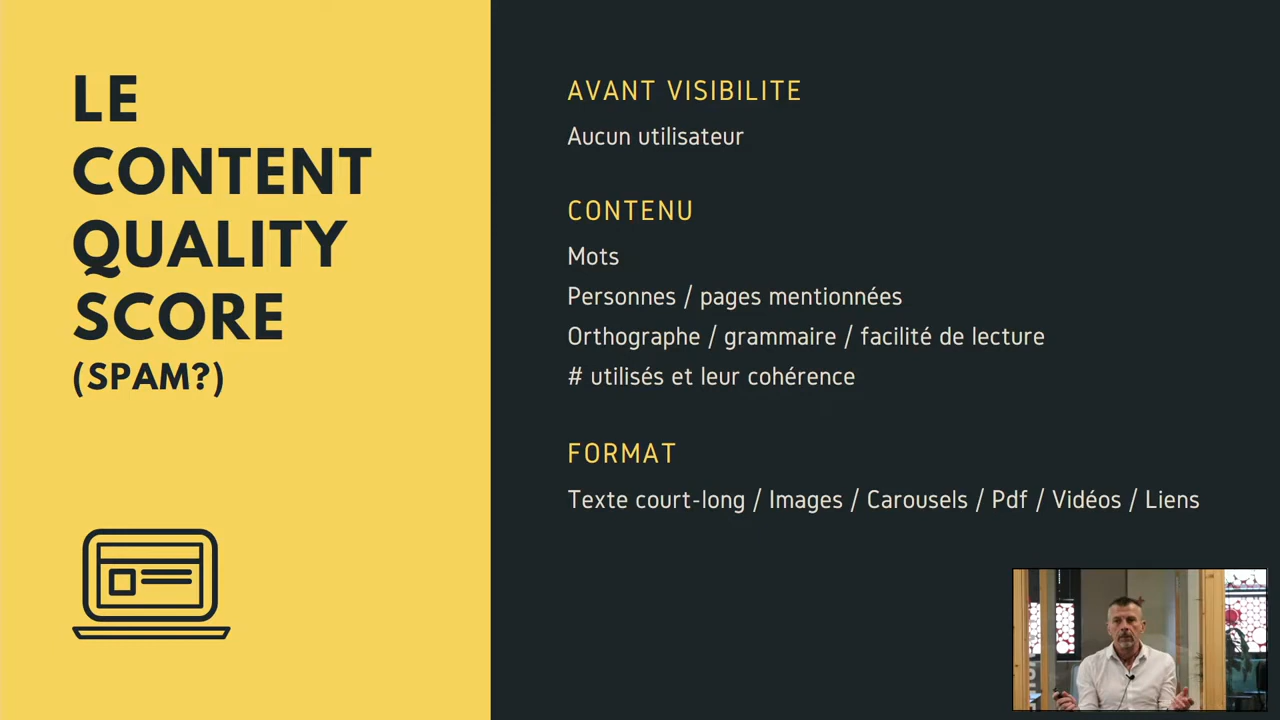 LE
CONTENT
QUALITY
SCORE
(SPAM?)
AVANT VISIBILITE
Aucun utilisateur
CONTENU
Mots
Personnes / pages mentionnées
Orthographe / grammaire / facilité de lecture
# utilisés et leur cohérence
FORMAT
Texte court-long / Images / Carousels / Pdf / Vidéos / Liens